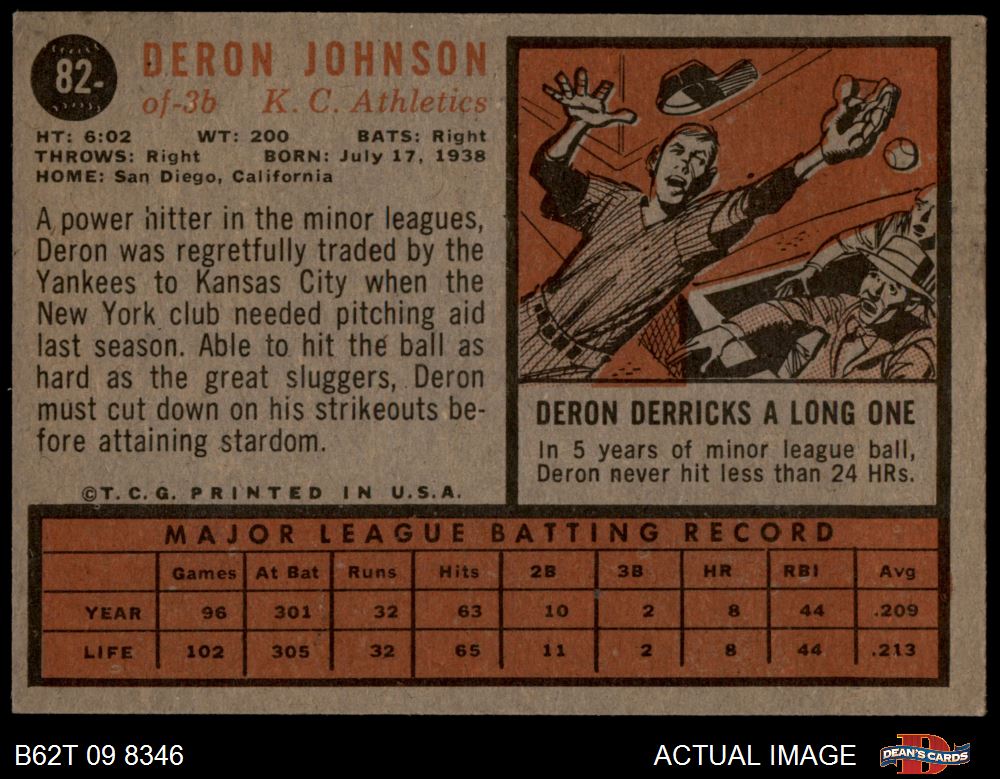 82
DERON JOHNSON
of-3b K. C. Athletics
HT: 6:02 WT: 200 BATS: Right
THROWS: Right BORN: July 17, 1938
HOME: San Diego, California
A power hitter in the minor leagues,
Deron was regretfully traded by the
Yankees to Kansas City when the
New York club needed pitching aid
last season. Able to hit the ball as
hard as the great sluggers, Deron
must cut down on his strikeouts be-
fore attaining stardom.
©T.C.G. PRINTED IN U.S.A.
DERON DERRICKS A LONG ONE
In 5 years of minor league ball,
Deron never hit less than 24 HRs.
MAJOR LEAGUE BATTING RECORD
Games At Bat Runs Hits 2B 3B HR RBI Avg
YEAR 96 301 32 63 10 2 8 44 .209
LIFE 102 305 32 65 11 2 8 44 .213
B62T 09 8346 ACTUAL IMAGE DEAN'S CARDS